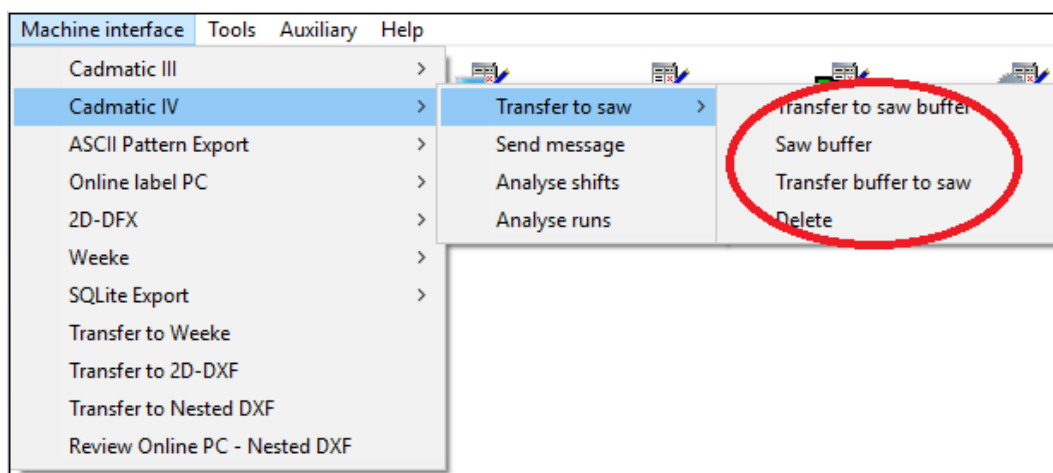 Machine interface Tools Auxiliary Help
Cadmatic III
Cadmatic IV
ASCII Pattern Export
Online label PC
2D-DFX
Weeke
SQLite Export
Transfer to Weeke
Transfer to 2D-DXF
Transfer to Nested DXF
Review Online PC - Nested DXF
Transfer to saw
Send message
Analyse shifts
Analyse runs
Transfer to saw buffer
Saw buffer
Transfer buffer to saw
Delete